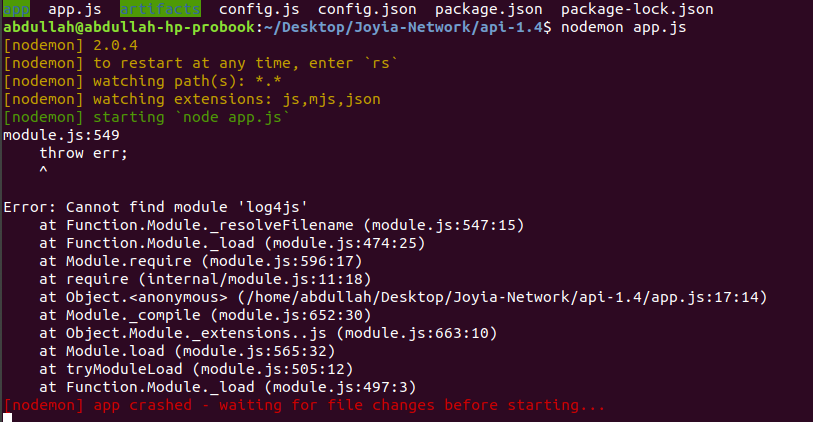 app  app.js  artifacts  config.js  config.json  package.json  package-lock.json
abdullah@abdullah-hp-probook:~/Desktop/Joyia-Network/api-1.4$ nodemon app.js
[nodemon] 2.0.4
[nodemon] to restart at any time, enter `rs`
[nodemon] watching path(s): *.*
[nodemon] watching extensions: js,mjs,json
[nodemon] starting `node app.js`
module.js:549
    throw err;
    ^

Error: Cannot find module 'log4js'
    at Function.Module._resolveFilename (module.js:547:15)
    at Function.Module._load (module.js:474:25)
    at Module.require (module.js:596:17)
    at require (internal/module.js:11:18)
    at Object.<anonymous> (/home/abdullah/Desktop/Joyia-Network/api-1.4/app.js:17:14)
    at Module._compile (module.js:652:30)
    at Object.Module._extensions..js (module.js:663:10)
    at Module.load (module.js:565:32)
    at tryModuleLoad (module.js:505:12)
    at Function.Module._load (module.js:497:3)
[nodemon] app crashed - waiting for file changes before starting...